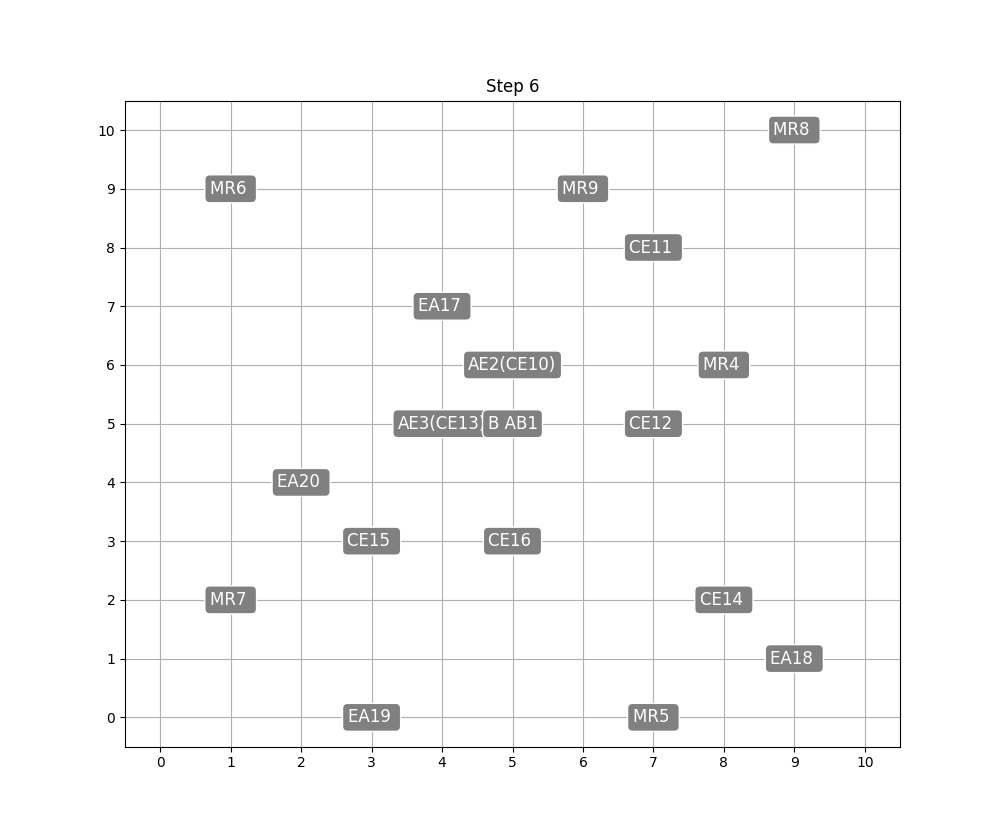 Step 6
10
MR8
9
MR6
MR9
8
CE11
7
EA17
6
AE2(CE10)
MR4
5
AE3(CE13)
B AB1
CE12
4
EA20
3
CE15
CE16
2
MR7
CE14
1
EA18
0
EA19
MR5
0 1 2 3 4 5 6 7 8 9 10